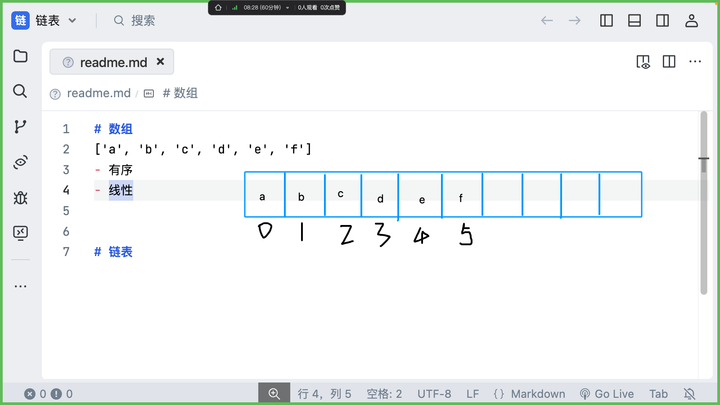 08:28 (60分钟) 0人观看 0次点赞
链 链表 搜索
readme.md
readme.md # 数组
1 # 数组
2 ['a', 'b', 'c', 'd', 'e', 'f']
3 - 有序
4 - 线性
5
6
7 # 链表
a b c d e f
0 1 2 3 4 5
0 0 行 4，列 5 空格: 2 UTF-8 LF {} Markdown Go Live Tab